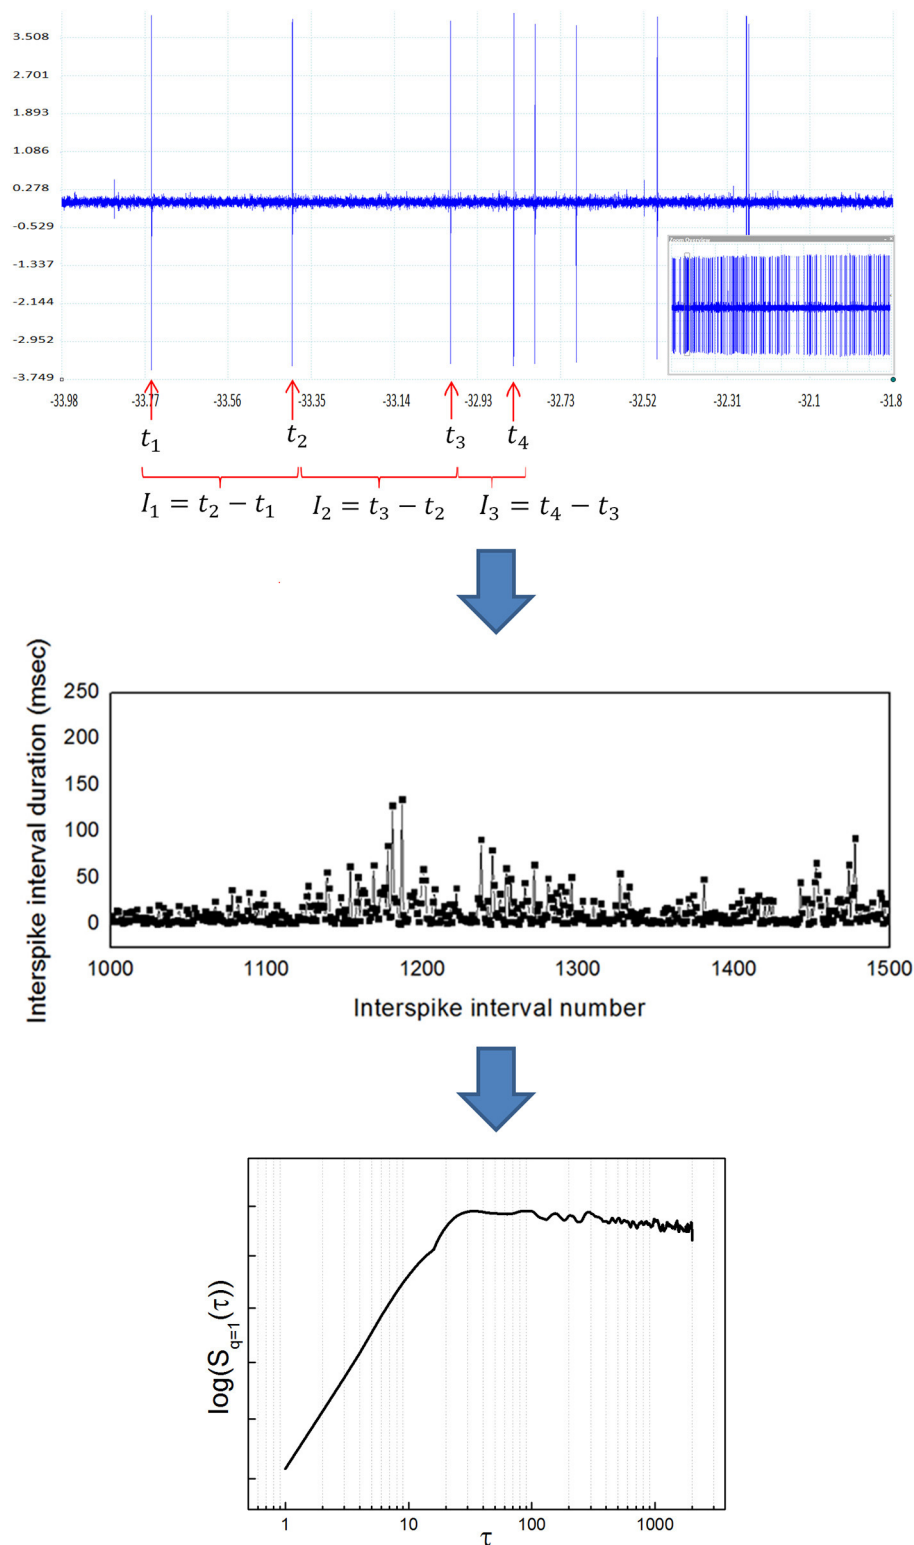 3.508
2.701
1.893
1.086
0.278
-0.529
-1.337
-2.144
-2.952
-3.749
Zoom Overview
-33.98 -33.77 -33.56 -33.35 -33.14 -32.93 -32.73 -32.52 -32.31 -32.1 -31.8
t₁ t₂ t₃ t₄
I₁ = t₂ − t₁ I₂ = t₃ − t₂ I₃ = t₄ − t₃
Interspike interval duration (msec)
250
200
150
100
50
0
1000 1100 1200 1300 1400 1500
Interspike interval number
log(S_q=1(τ))
1 10 100 1000
τ